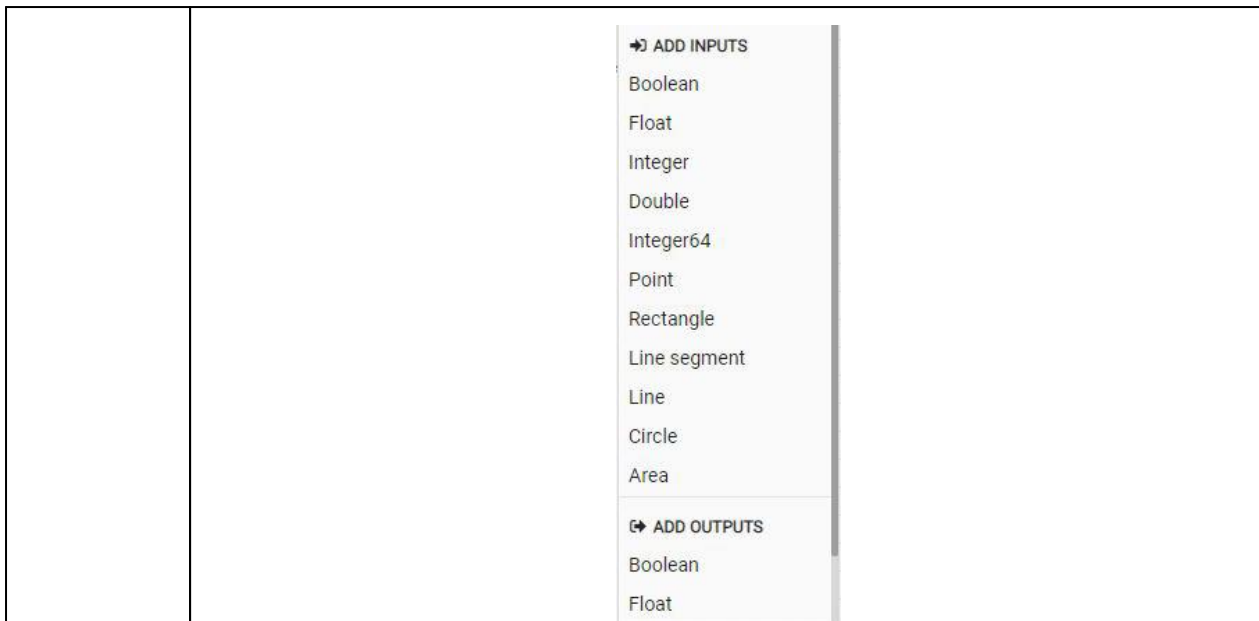 ADD INPUTS
Boolean
Float
Integer
Double
Integer64
Point
Rectangle
Line segment
Line
Circle
Area
ADD OUTPUTS
Boolean
Float